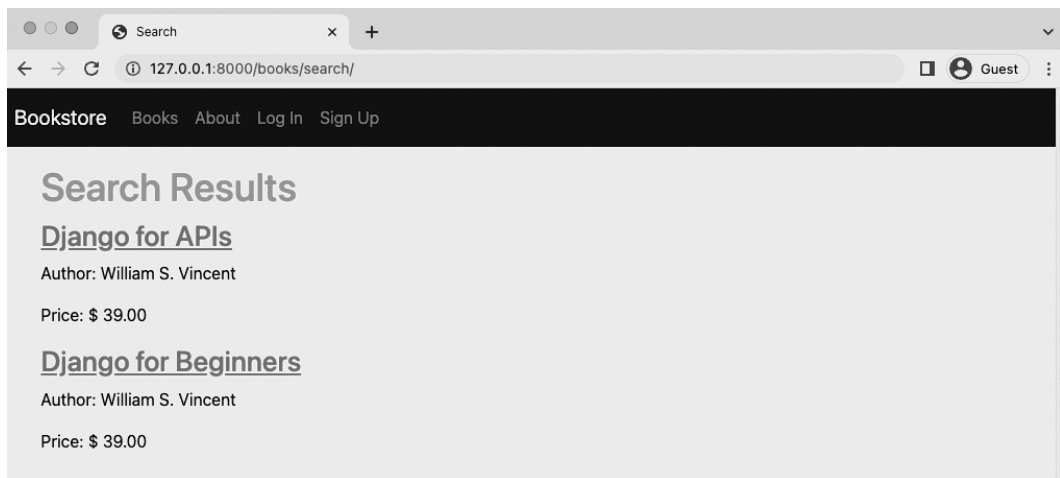 Search
127.0.0.1:8000/books/search/
Guest
Bookstore Books About Log In Sign Up
Search Results
Django for APIs
Author: William S. Vincent
Price: $ 39.00
Django for Beginners
Author: William S. Vincent
Price: $ 39.00